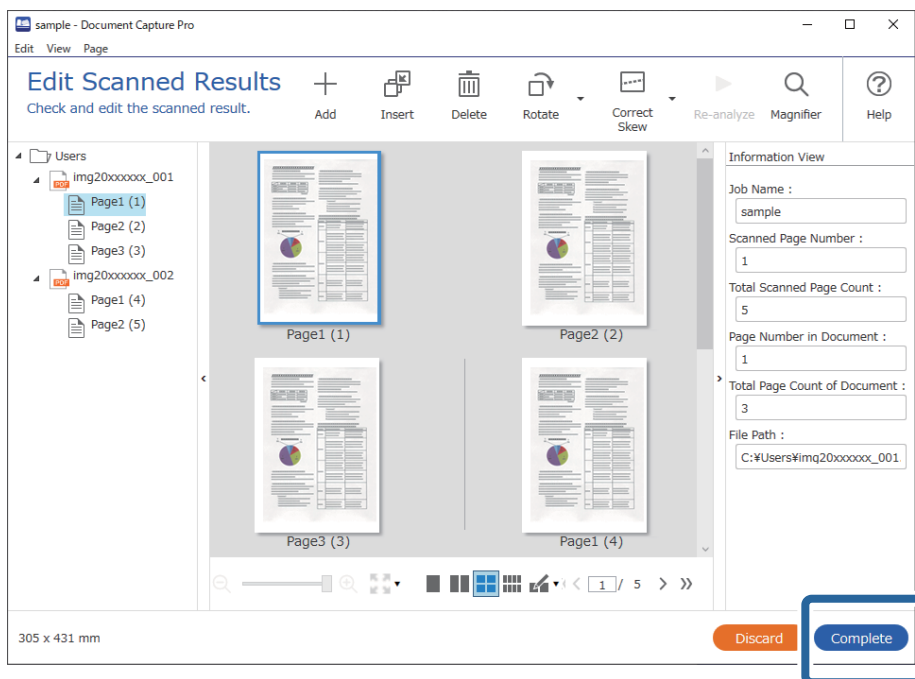 sample - Document Capture Pro
Edit View Page
Edit Scanned Results
Check and edit the scanned result.
Add
Insert
Delete
Rotate
Correct
Skew
Re-analyze
Magnifier
Help
Users
PDF
img20xxxxxx_001
Page1 (1)
Page2 (2)
Page3 (3)
PDF
img20xxxxxx_002
Page1 (4)
Page2 (5)
Page1 (1)
Page2 (2)
Page3 (3)
Page1 (4)
1 / 5
Information View
Job Name :
sample
Scanned Page Number :
1
Total Scanned Page Count :
5
Page Number in Document :
1
Total Page Count of Document :
3
File Path :
C:¥Users¥img20xxxxxx_001
305 x 431 mm
Discard
Complete